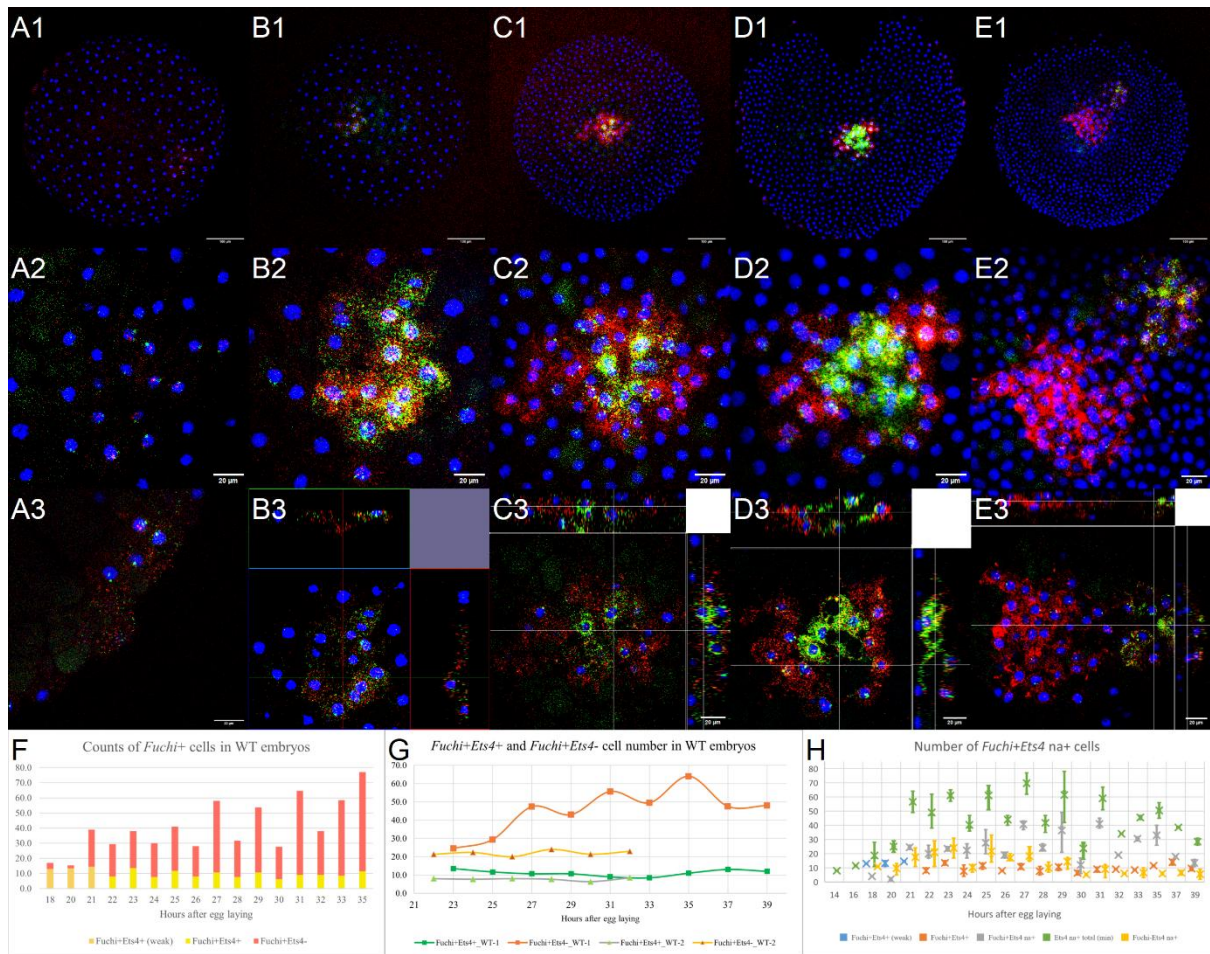 A1
B1
C1
D1
E1
100 µm
A2
B2
C2
D2
E2
20 µm
20 µm
20 µm
20 µm
20 µm
A3
B3
C3
D3
E3
20 µm
20 µm
20 µm
F
Counts of Fuchi+ cells in WT embryos
90.0
80.0
70.0
60.0
50.0
40.0
30.0
20.0
10.0
0.0
18 20 21 22 23 24 25 26 27 28 29 30 31 32 33 35
Hours after egg laying
Fuchi+Ets4+ (weak) Fuchi+Ets4+ Fuchi+Ets4-
G
Fuchi+Ets4+ and Fuchi+Ets4- cell number in WT embryos
70.0
60.0
50.0
40.0
30.0
20.0
10.0
0.0
21 23 25 27 29 31 33 35 37 39
22 24 26 28 30 32
Hours after egg laying
Fuchi+Ets4+_WT-1 Fuchi+Ets4-_WT-1 Fuchi+Ets4+_WT-2 Fuchi+Ets4-_WT-2
H
Number of Fuchi+Ets4 na+ cells
80
70
60
50
40
30
20
10
0
14 16 18 20 21 22 23 24 25 26 27 28 29 30 31 32 33 35 37 39
Hours after egg laying
Fuchi+Ets4+ (weak) Fuchi+Ets4+ Fuchi+Ets4 na+ Ets4 na+ total (min) Fuchi-Ets4 na+